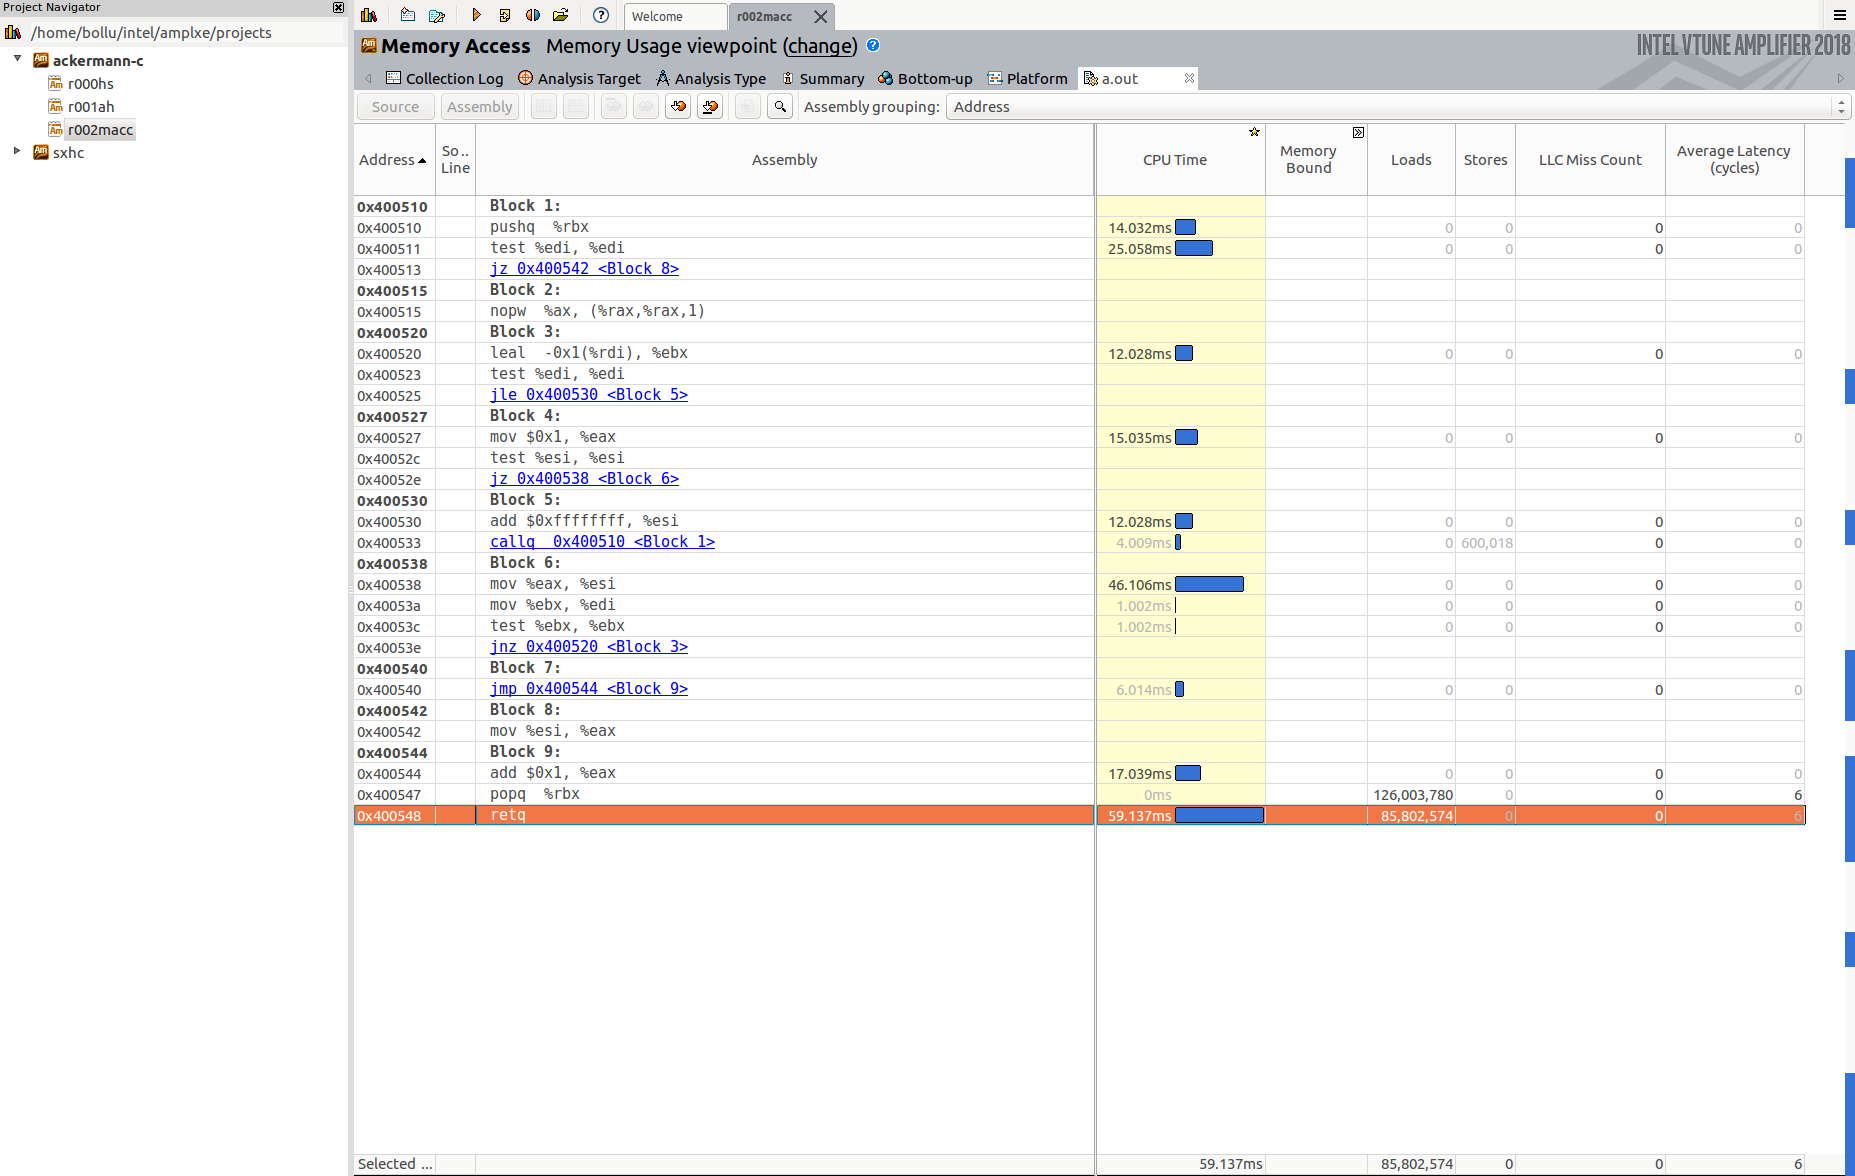 Project Navigator
/home/bollu/intel/amplxe/projects
ackermann-c
r000hs
r001ah
r002macc
sxhc
Welcome
r002macc
Memory Access Memory Usage viewpoint (change)
INTEL VTUNE AMPLIFIER 2018
Collection Log Analysis Target Analysis Type Summary Bottom-up Platform a.out
Source Assembly Assembly grouping: Address
Address So.. Line Assembly CPU Time Memory Bound Loads Stores LLC Miss Count Average Latency (cycles)
0x400510 Block 1:
0x400510 pushq %rbx 14.032ms 0 0 0 0
0x400511 test %edi, %edi 25.058ms 0 0 0 0
0x400513 jz 0x400542 <Block 8>
0x400515 Block 2:
0x400515 nopw %ax, (%rax,%rax,1)
0x400520 Block 3:
0x400520 leal -0x1(%rdi), %ebx 12.028ms 0 0 0 0
0x400523 test %edi, %edi
0x400525 jle 0x400530 <Block 5>
0x400527 Block 4:
0x400527 mov $0x1, %eax 15.035ms 0 0 0 0
0x40052c test %esi, %esi
0x40052e jz 0x400538 <Block 6>
0x400530 Block 5:
0x400530 add $0xffffffff, %esi 12.028ms 0 0 0 0
0x400533 callq 0x400510 <Block 1> 4.009ms 0 600,018 0 0
0x400538 Block 6:
0x400538 mov %eax, %esi 46.106ms 0 0 0 0
0x40053a mov %ebx, %edi 1.002ms 0 0 0 0
0x40053c test %ebx, %ebx 1.002ms 0 0 0 0
0x40053e jnz 0x400520 <Block 3>
0x400540 Block 7:
0x400540 jmp 0x400544 <Block 9> 6.014ms 0 0 0 0
0x400542 Block 8:
0x400542 mov %esi, %eax
0x400544 Block 9:
0x400544 add $0x1, %eax 17.039ms 0 0 0 0
0x400547 popq %rbx 0ms 126,003,780 0 0 6
0x400548 retq 59.137ms 85,802,574 0 0 6
Selected ... 59.137ms 85,802,574 0 0 6